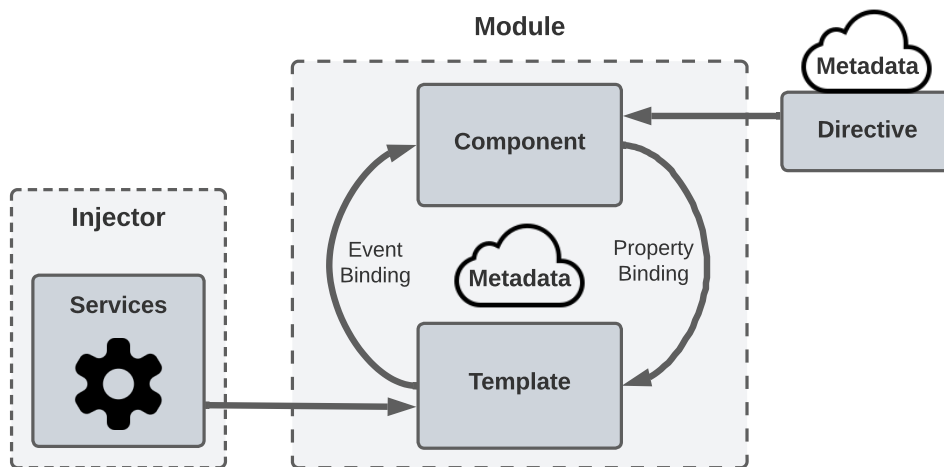 Module
Metadata
Directive
Component
Injector
Event
Binding
Metadata
Property
Binding
Services
Template